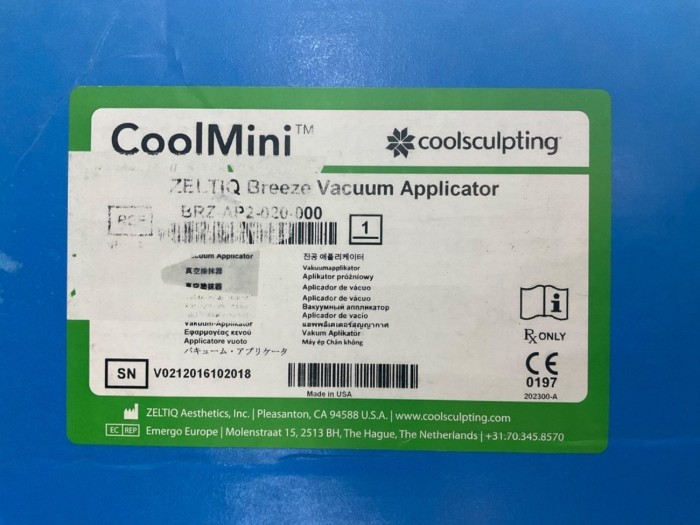 CoolMini™
coolsculpting
ZELTIQ Breeze Vacuum Applicator
REF
BRZ-AP2-020-000
1
Vacuum Applicator
真空抽抹器
Vakuum-Applikator
Εφαρμογέας κενού
Applicatore vuoto
バキューム・アプリケータ
진공 애플리케이터
Vakuumapplikator
Aplikator próżniowy
Aplicador de vácuo
Aplicador de vácuo
Вакуумный аппликатор
Aplicador de vacío
Vakum Aplikatör
Máy ép Chân không
SN
V0212016102018
Made in USA
Rx ONLY
CE
0197
202300-A
ZELTIQ Aesthetics, Inc. | Pleasanton, CA 94588 U.S.A. | www.coolsculpting.com
EC REP
Emergo Europe | Molenstraat 15, 2513 BH, The Hague, The Netherlands | +31.70.345.8570